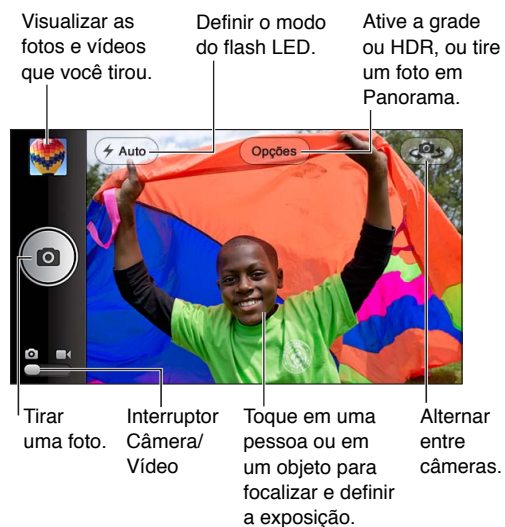 Visualizar as
fotos e vídeos
que você tirou.
Definir o modo
do flash LED.
Ative a grade
ou HDR, ou tire
um foto em
Panorama.
Auto
Opções
Tirar
uma foto.
Interruptor
Câmera/
Vídeo
Toque em uma
pessoa ou em
um objeto para
focalizar e definir
a exposição.
Alternar
entre
câmeras.